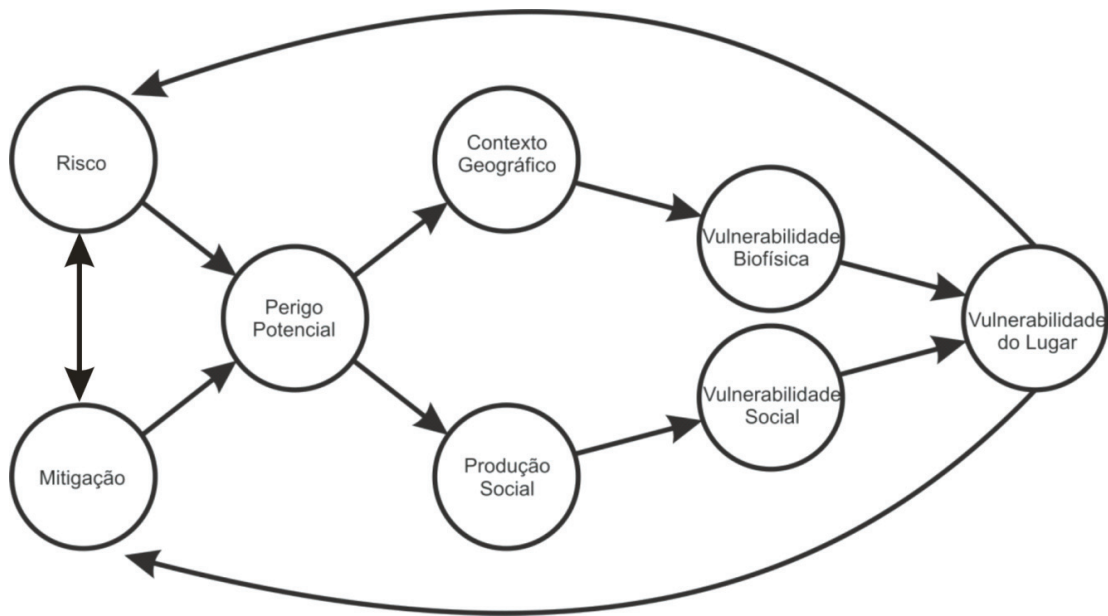 Risco
Mitigação
Perigo
Potencial
Contexto
Geográfico
Produção
Social
Vulnerabilidade
Biofísica
Vulnerabilidade
Social
Vulnerabilidade
do Lugar